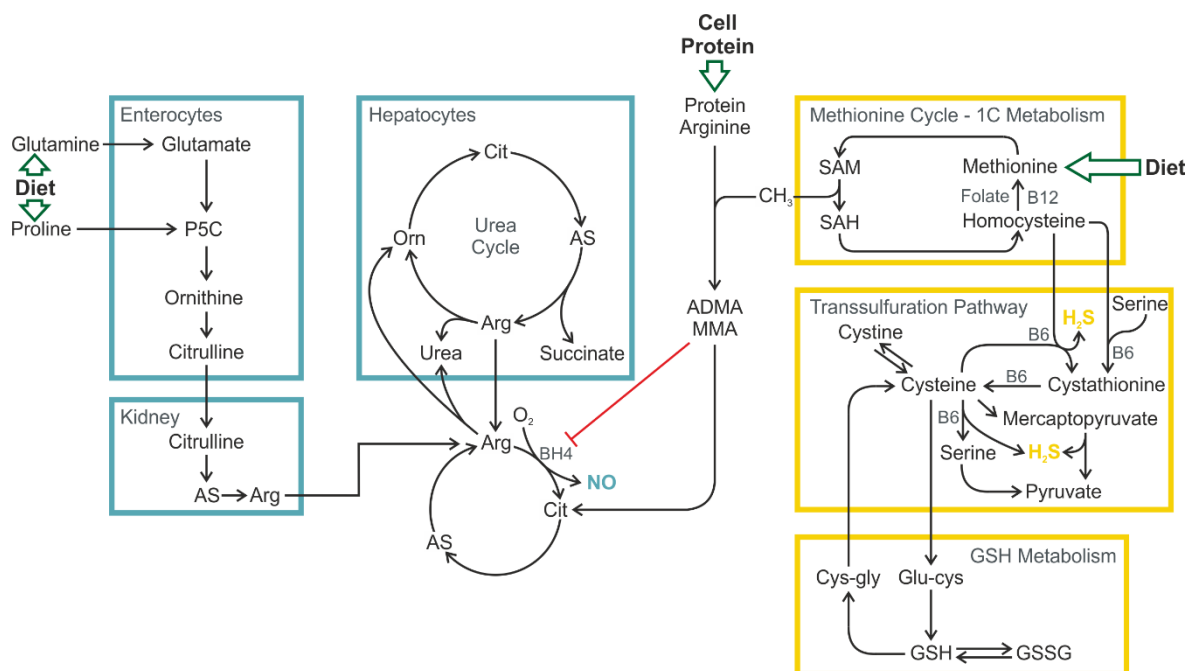 Cell
Protein
Protein
Arginine
Enterocytes
Glutamine
Glutamate
Diet
Proline
P5C
Ornithine
Citrulline
Kidney
Citrulline
AS
Arg
Hepatocytes
Cit
Orn
Urea
Cycle
AS
Arg
Urea
Succinate
O2
Arg
BH4
NO
Cit
AS
CH3
ADMA
MMA
Methionine Cycle - 1C Metabolism
SAM
Methionine
Diet
Folate
B12
SAH
Homocysteine
Transsulfuration Pathway
H2S
Serine
Cystine
B6
B6
Cysteine
B6
Cystathionine
B6
Mercaptopyruvate
Serine
H2S
Pyruvate
GSH Metabolism
Cys-gly
Glu-cys
GSH
GSSG